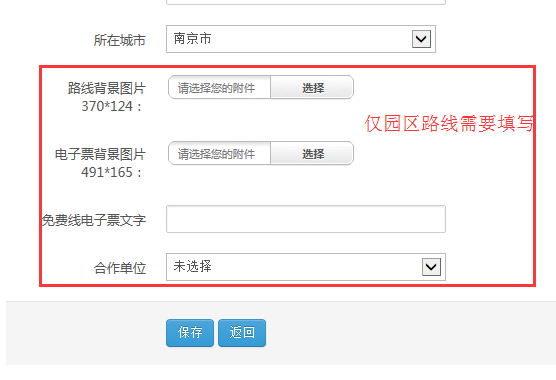 所在城市
南京市
路线背景图片
370*124：
请选择您的附件
选择
仅园区路线需要填写
电子票背景图片
491*165：
请选择您的附件
选择
免费线电子票文字
合作单位
未选择
保存
返回